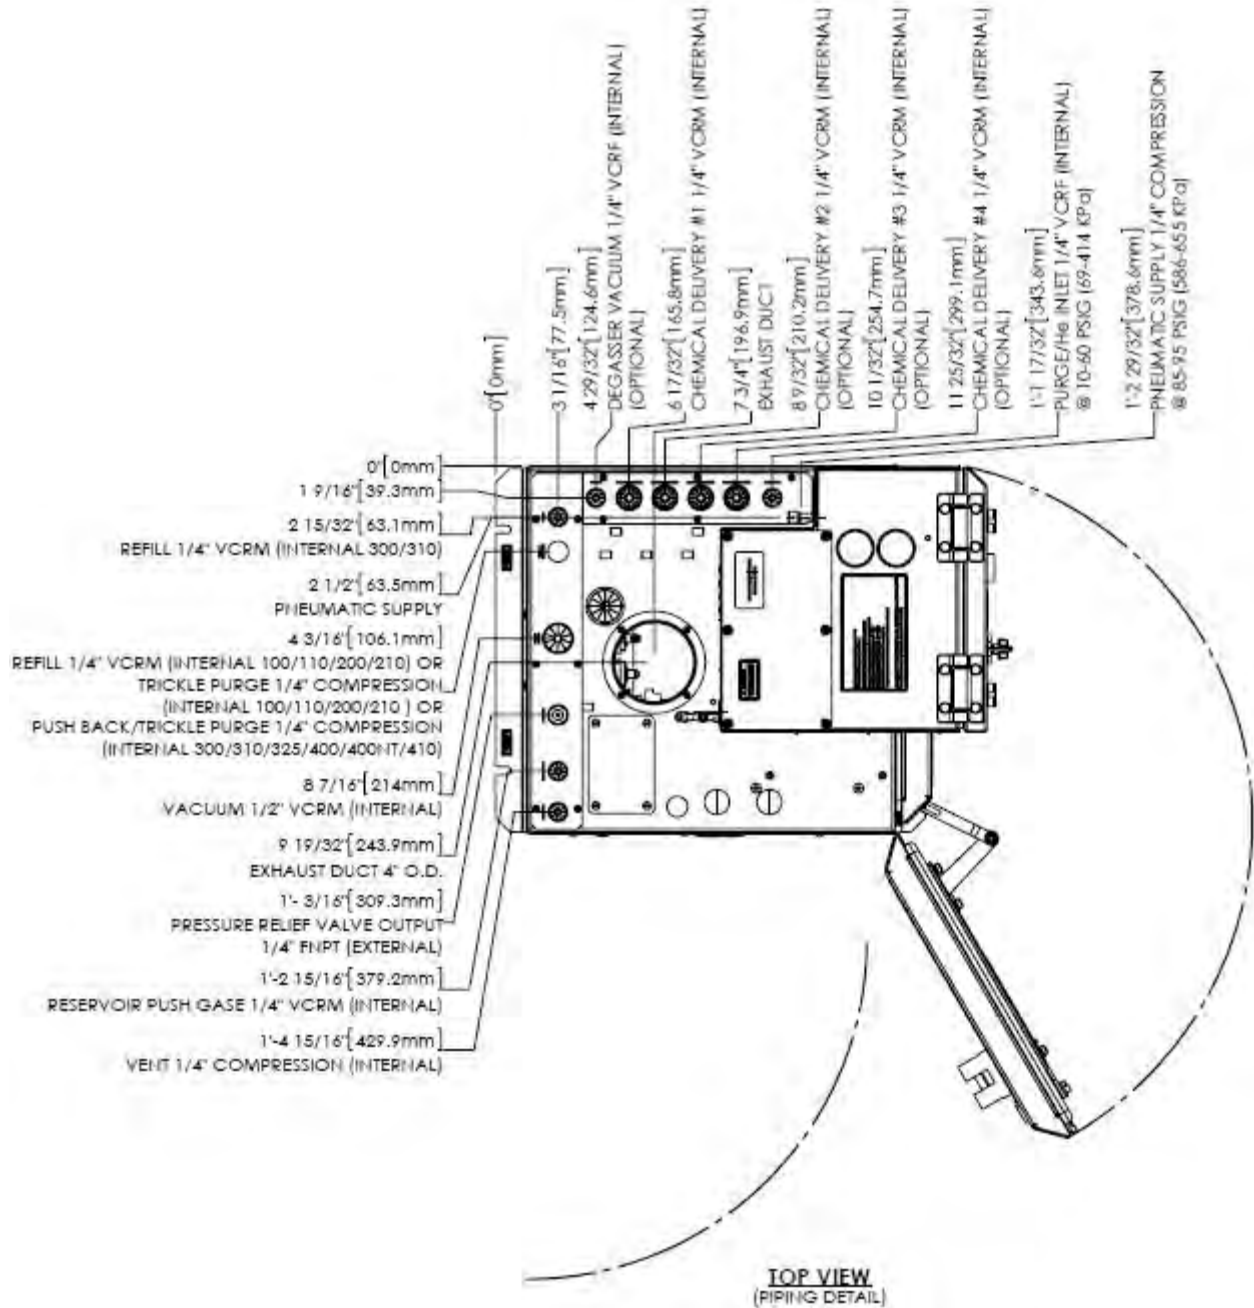 0"[0mm]
3 1/16"[77.5mm]
4 29/32"[124.6mm]
DEGASSER VACUUM 1/4" VCRF (INTERNAL)
(OPTIONAL)
6 17/32"[165.8mm]
CHEMICAL DELIVERY #1 1/4" VCRM (INTERNAL)
7 3/4"[196.9mm]
EXHAUST DUCT
8 9/32"[210.2mm]
CHEMICAL DELIVERY #2 1/4" VCRM (INTERNAL)
(OPTIONAL)
10 1/32"[254.7mm]
CHEMICAL DELIVERY #3 1/4" VCRM (INTERNAL)
(OPTIONAL)
11 25/32"[299.1mm]
CHEMICAL DELIVERY #4 1/4" VCRM (INTERNAL)
(OPTIONAL)
1'-1 17/32"[343.6mm]
PURGE/He INLET 1/4" VCRF (INTERNAL)
@ 10-60 PSIG (69-414 KPa)
1'-2 29/32"[378.6mm]
PNEUMATIC SUPPLY 1/4" COMPRESSION
@ 85-95 PSIG (586-655 KPa)
0"[0mm]
1 9/16"[39.3mm]
2 15/32"[63.1mm]
REFILL 1/4" VCRM (INTERNAL 300/310)
2 1/2"[63.5mm]
PNEUMATIC SUPPLY
4 3/16"[106.1mm]
REFILL 1/4" VCRM (INTERNAL 100/110/200/210) OR
TRICKLE PURGE 1/4" COMPRESSION
(INTERNAL 100/110/200/210 ) OR
PUSH BACK/TRICKLE PURGE 1/4" COMPRESSION
(INTERNAL 300/310/325/400/400NT/410)
8 7/16"[214mm]
VACUUM 1/2" VCRM (INTERNAL)
9 19/32"[243.9mm]
EXHAUST DUCT 4" O.D.
1'- 3/16"[309.3mm]
PRESSURE RELIEF VALVE OUTPUT
1/4" FNPT (EXTERNAL)
1'-2 15/16"[379.2mm]
RESERVOIR PUSH GASE 1/4" VCRM (INTERNAL)
1'-4 15/16"[429.9mm]
VENT 1/4" COMPRESSION (INTERNAL)
TOP VIEW
(PIPING DETAIL)